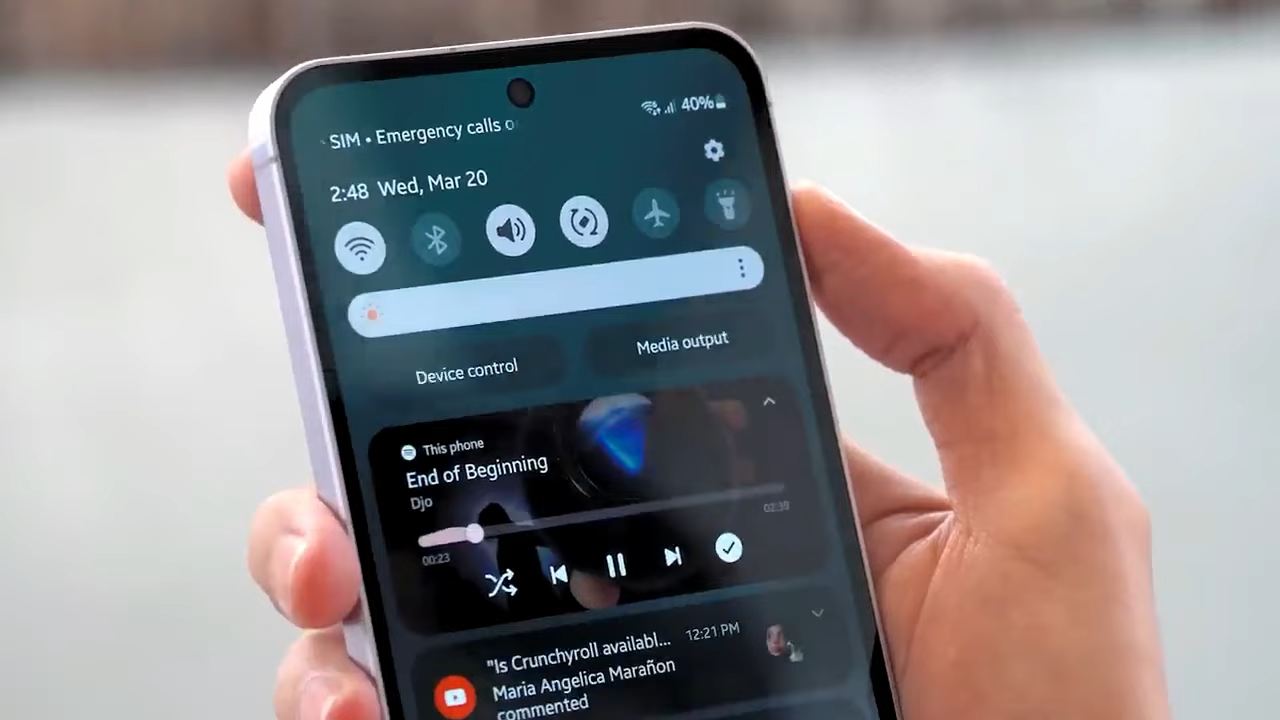 SIM • Emergency calls o
40%
2:48 Wed, Mar 20
Device control
Media output
This phone
End of Beginning
Djo
00:23
02:39
"Is Crunchyroll availabl... 12:21 PM
Maria Angelica Marañon
commented